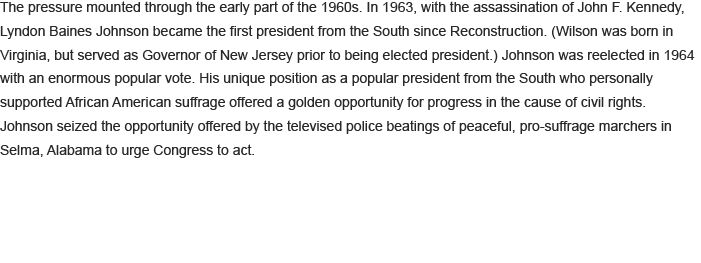 The pressure mounted through the early part of the 1960s. In 1963, with the assassination of John F. Kennedy,
Lyndon Baines Johnson became the first president from the South since Reconstruction. (Wilson was born in
Virginia, but served as Governor of New Jersey prior to being elected president.) Johnson was reelected in 1964
with an enormous popular vote. His unique position as a popular president from the South who personally
supported African American suffrage offered a golden opportunity for progress in the cause of civil rights.
Johnson seized the opportunity offered by the televised police beatings of peaceful, pro-suffrage marchers in
Selma, Alabama to urge Congress to act.